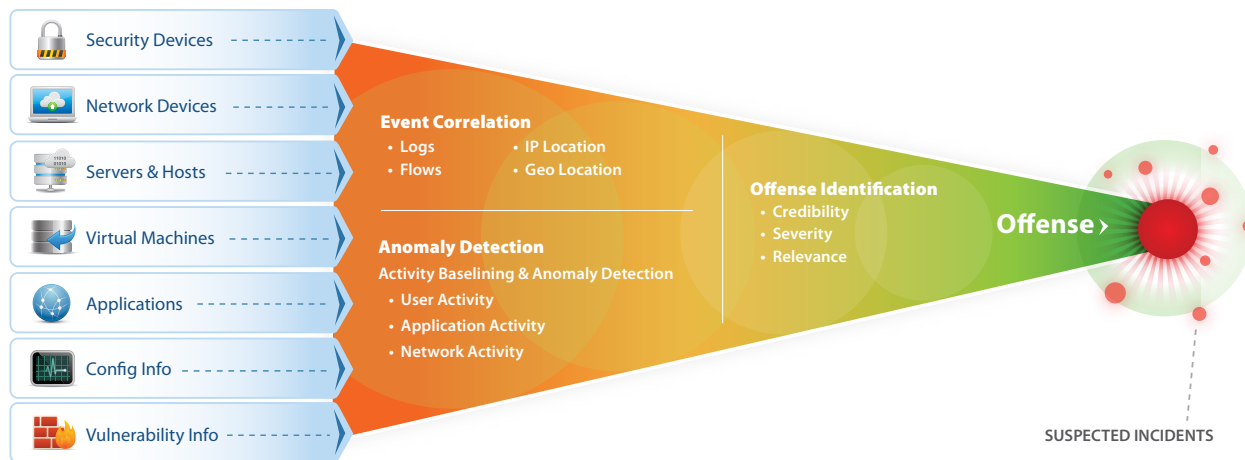 Security Devices
Network Devices
Servers & Hosts
Virtual Machines
Applications
Config Info
Vulnerability Info
Event Correlation
• Logs
• Flows
• IP Location
• Geo Location
Anomaly Detection
Activity Baselining & Anomaly Detection
• User Activity
• Application Activity
• Network Activity
Offense Identification
• Credibility
• Severity
• Relevance
Offense ›
SUSPECTED INCIDENTS